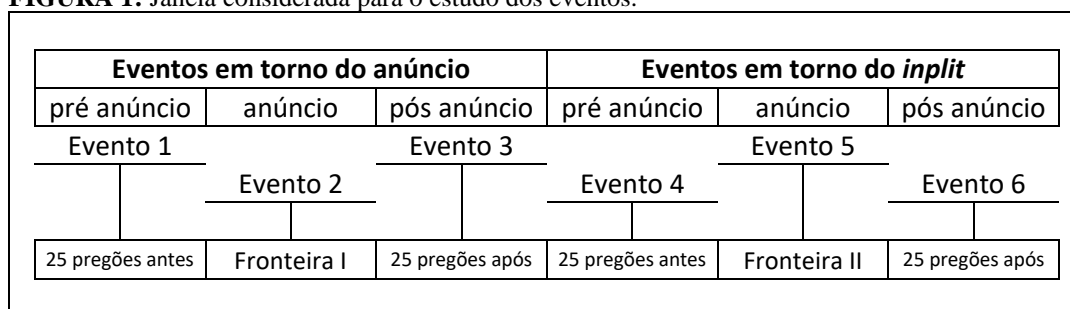 FIGURA 1: Janela considerada para o estudo dos eventos.
Eventos em torno do anúncio Eventos em torno do inplit
pré anúncio anúncio pós anúncio pré anúncio anúncio pós anúncio
Evento 1 Evento 3 Evento 5
Evento 2 Evento 4 Evento 6
25 pregões antes Fronteira I 25 pregões após 25 pregões antes Fronteira II 25 pregões após